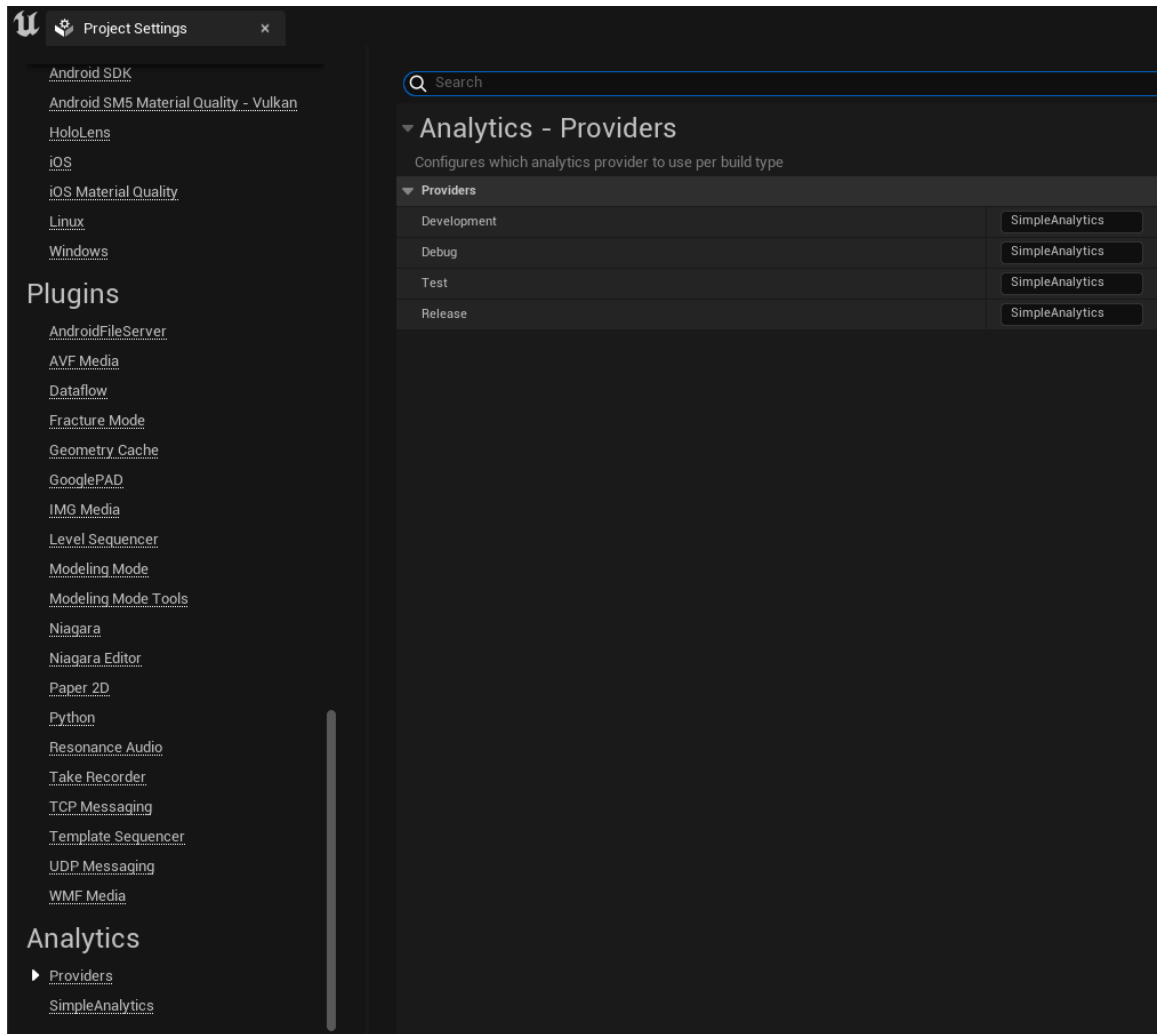 Project Settings
Android SDK
Android SM5 Material Quality - Vulkan
HoloLens
iOS
iOS Material Quality
Linux
Windows
Plugins
AndroidFileServer
AVF Media
Dataflow
Fracture Mode
Geometry Cache
GooglePAD
IMG Media
Level Sequencer
Modeling Mode
Modeling Mode Tools
Niagara
Niagara Editor
Paper 2D
Python
Resonance Audio
Take Recorder
TCP Messaging
Template Sequencer
UDP Messaging
WMF Media
Analytics
Providers
SimpleAnalytics
Search
Analytics - Providers
Configures which analytics provider to use per build type
Providers
Development SimpleAnalytics
Debug SimpleAnalytics
Test SimpleAnalytics
Release SimpleAnalytics